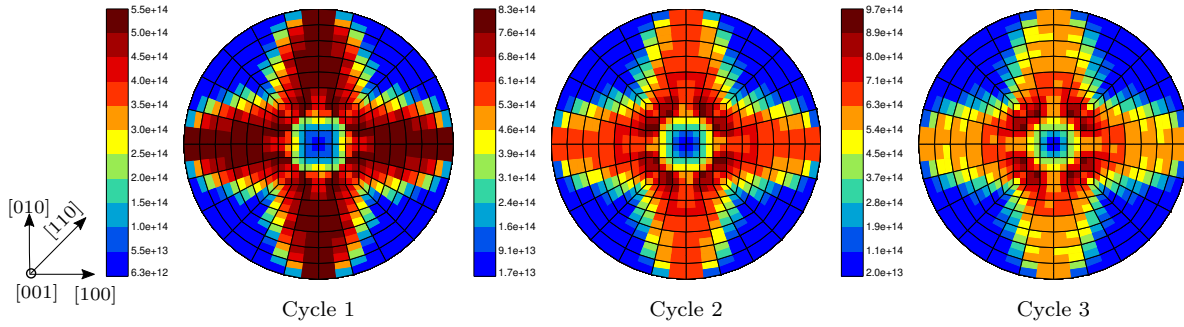 5.5e+14
5.0e+14
4.5e+14
4.0e+14
3.5e+14
3.0e+14
2.5e+14
2.0e+14
1.5e+14
1.0e+14
5.5e+13
6.3e+12
8.3e+14
7.6e+14
6.8e+14
6.1e+14
5.3e+14
4.6e+14
3.9e+14
3.1e+14
2.4e+14
1.6e+14
9.1e+13
1.7e+13
9.7e+14
8.9e+14
8.0e+14
7.1e+14
6.3e+14
5.4e+14
4.5e+14
3.7e+14
2.8e+14
1.9e+14
1.1e+14
2.0e+13
[010]
[110]
[001]
[100]
Cycle 1
Cycle 2
Cycle 3